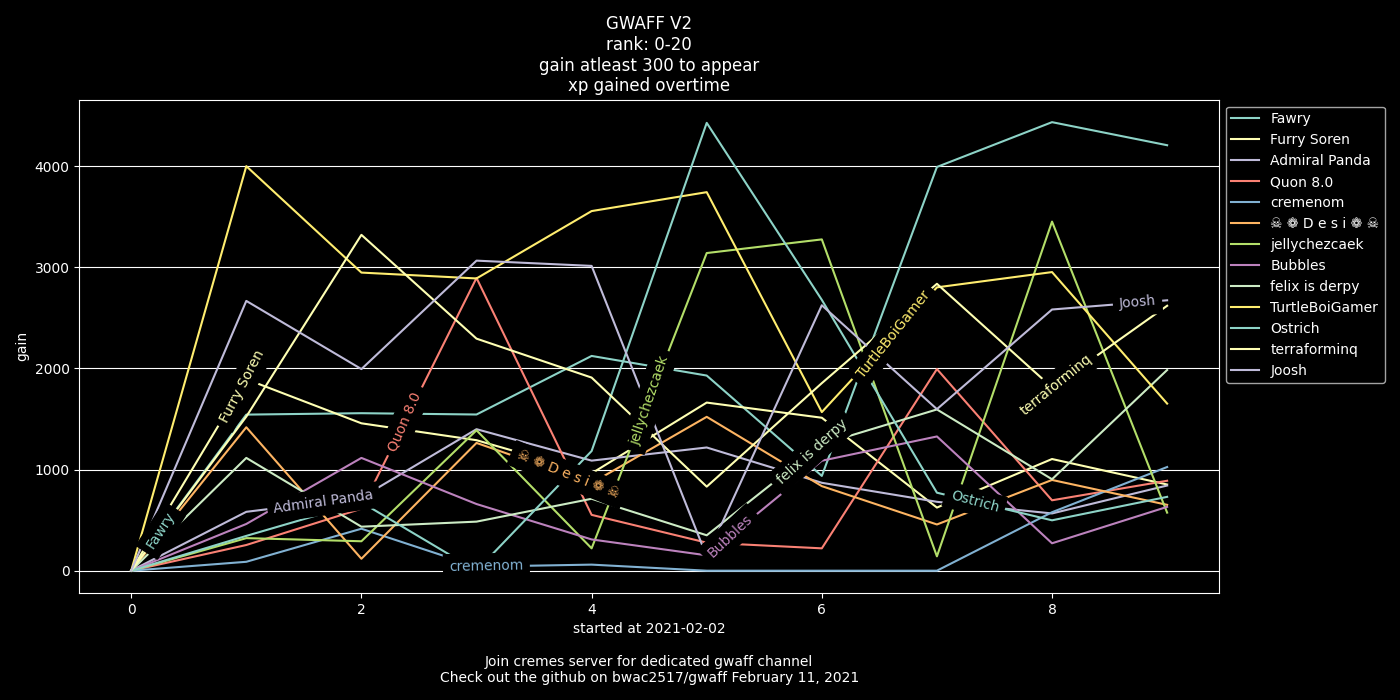 GWAFF V2
rank: 0-20
gain atleast 300 to appear
xp gained overtime
gain
4000
3000
2000
1000
0
0 2 4 6 8
started at 2021-02-02
Fawry
Furry Soren
Admiral Panda
Quon 8.0
cremenom
☠ ❁ D e s i ❁ ☠
jellychezcaek
Bubbles
felix is derpy
TurtleBoiGamer
Ostrich
terraforminq
Joosh
Fawry
Furry Soren
Admiral Panda
Quon 8.0
cremenom
☠ ❁ D e s i ❁ ☠
jellychezcaek
Bubbles
felix is derpy
TurtleBoiGamer
Ostrich
terraforminq
Joosh
Join cremes server for dedicated gwaff channel
Check out the github on bwac2517/gwaff February 11, 2021